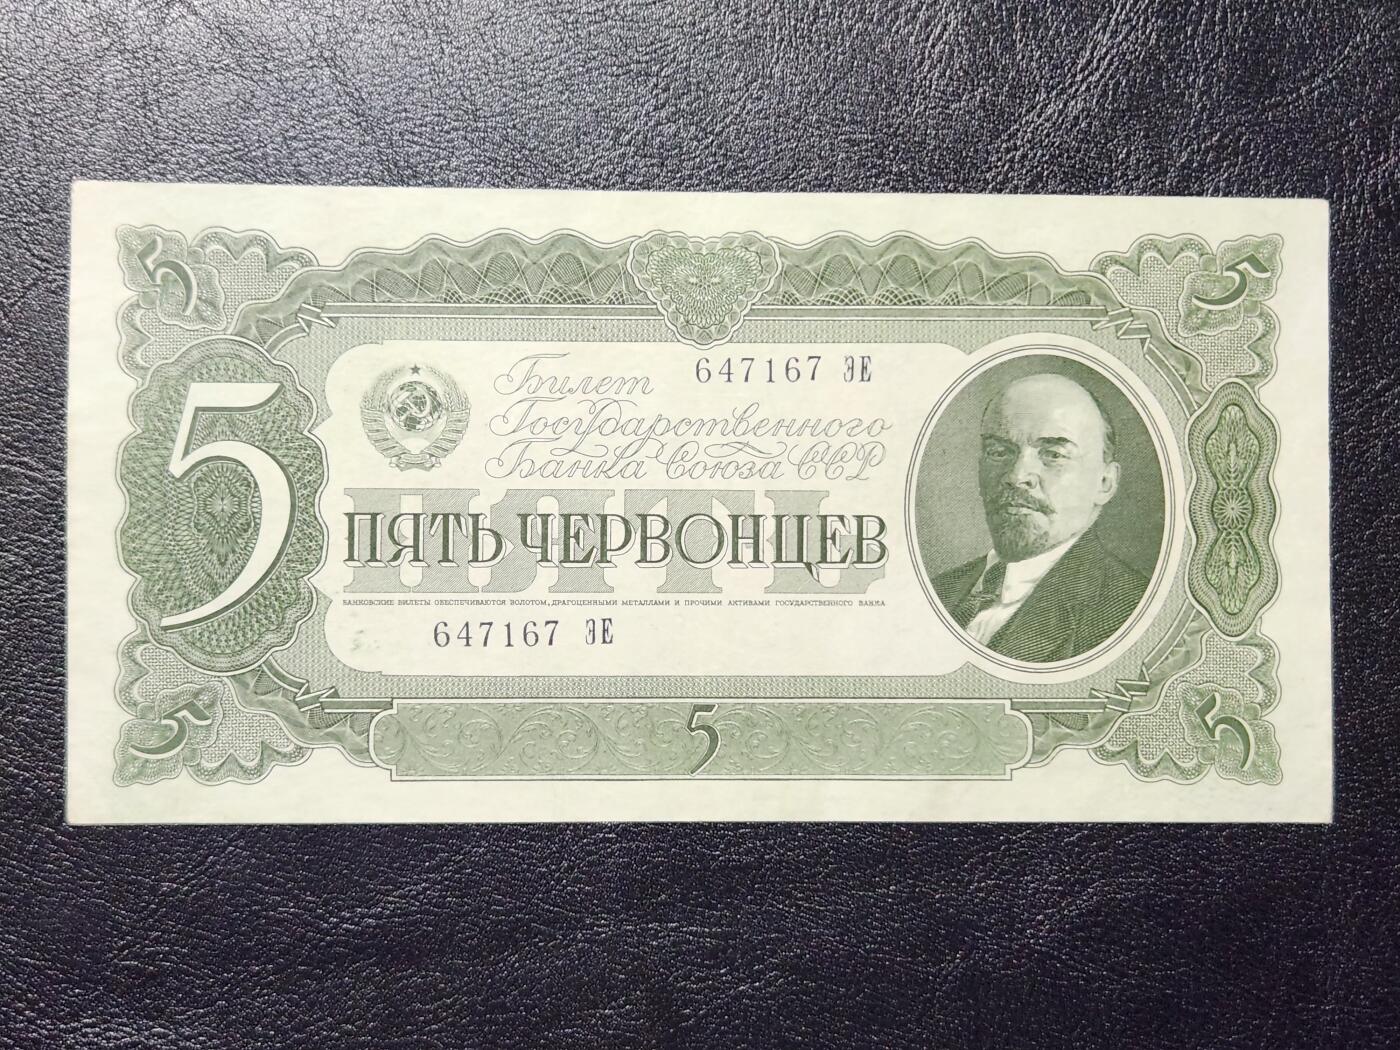 5 5
647167 ЭЕ
Билет
Государственного
Банка Союза ССР
5
ПЯТЬ
ПЯТЬ ЧЕРВОНЦЕВ
БАНКОВСКИЕ БИЛЕТЫ ОБЕСПЕЧИВАЮТСЯ ЗОЛОТОМ, ДРАГОЦЕННЫМИ МЕТАЛЛАМИ И ПРОЧИМИ АКТИВАМИ ГОСУДАРСТВЕННОГО БАНКА
647167 ЭЕ
5 5 5